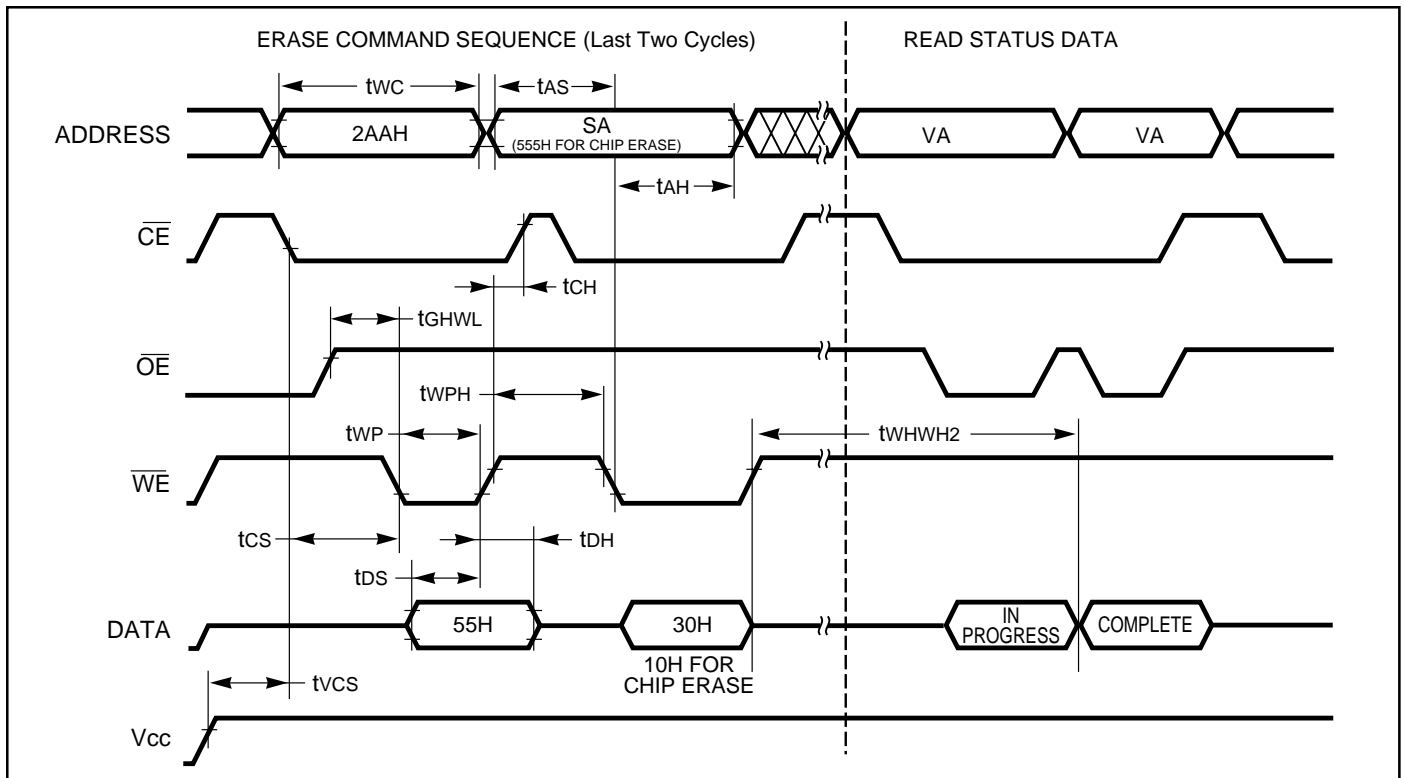 ERASE COMMAND SEQUENCE (Last Two Cycles)
READ STATUS DATA
tWC
tAS
ADDRESS
2AAH
SA
(555H FOR CHIP ERASE)
VA
VA
tAH
CE
tCH
tGHWL
OE
tWPH
tWP
tWHWH2
WE
tCS
tDH
tDS
DATA
55H
30H
IN
PROGRESS
COMPLETE
10H FOR
CHIP ERASE
tVCS
Vcc